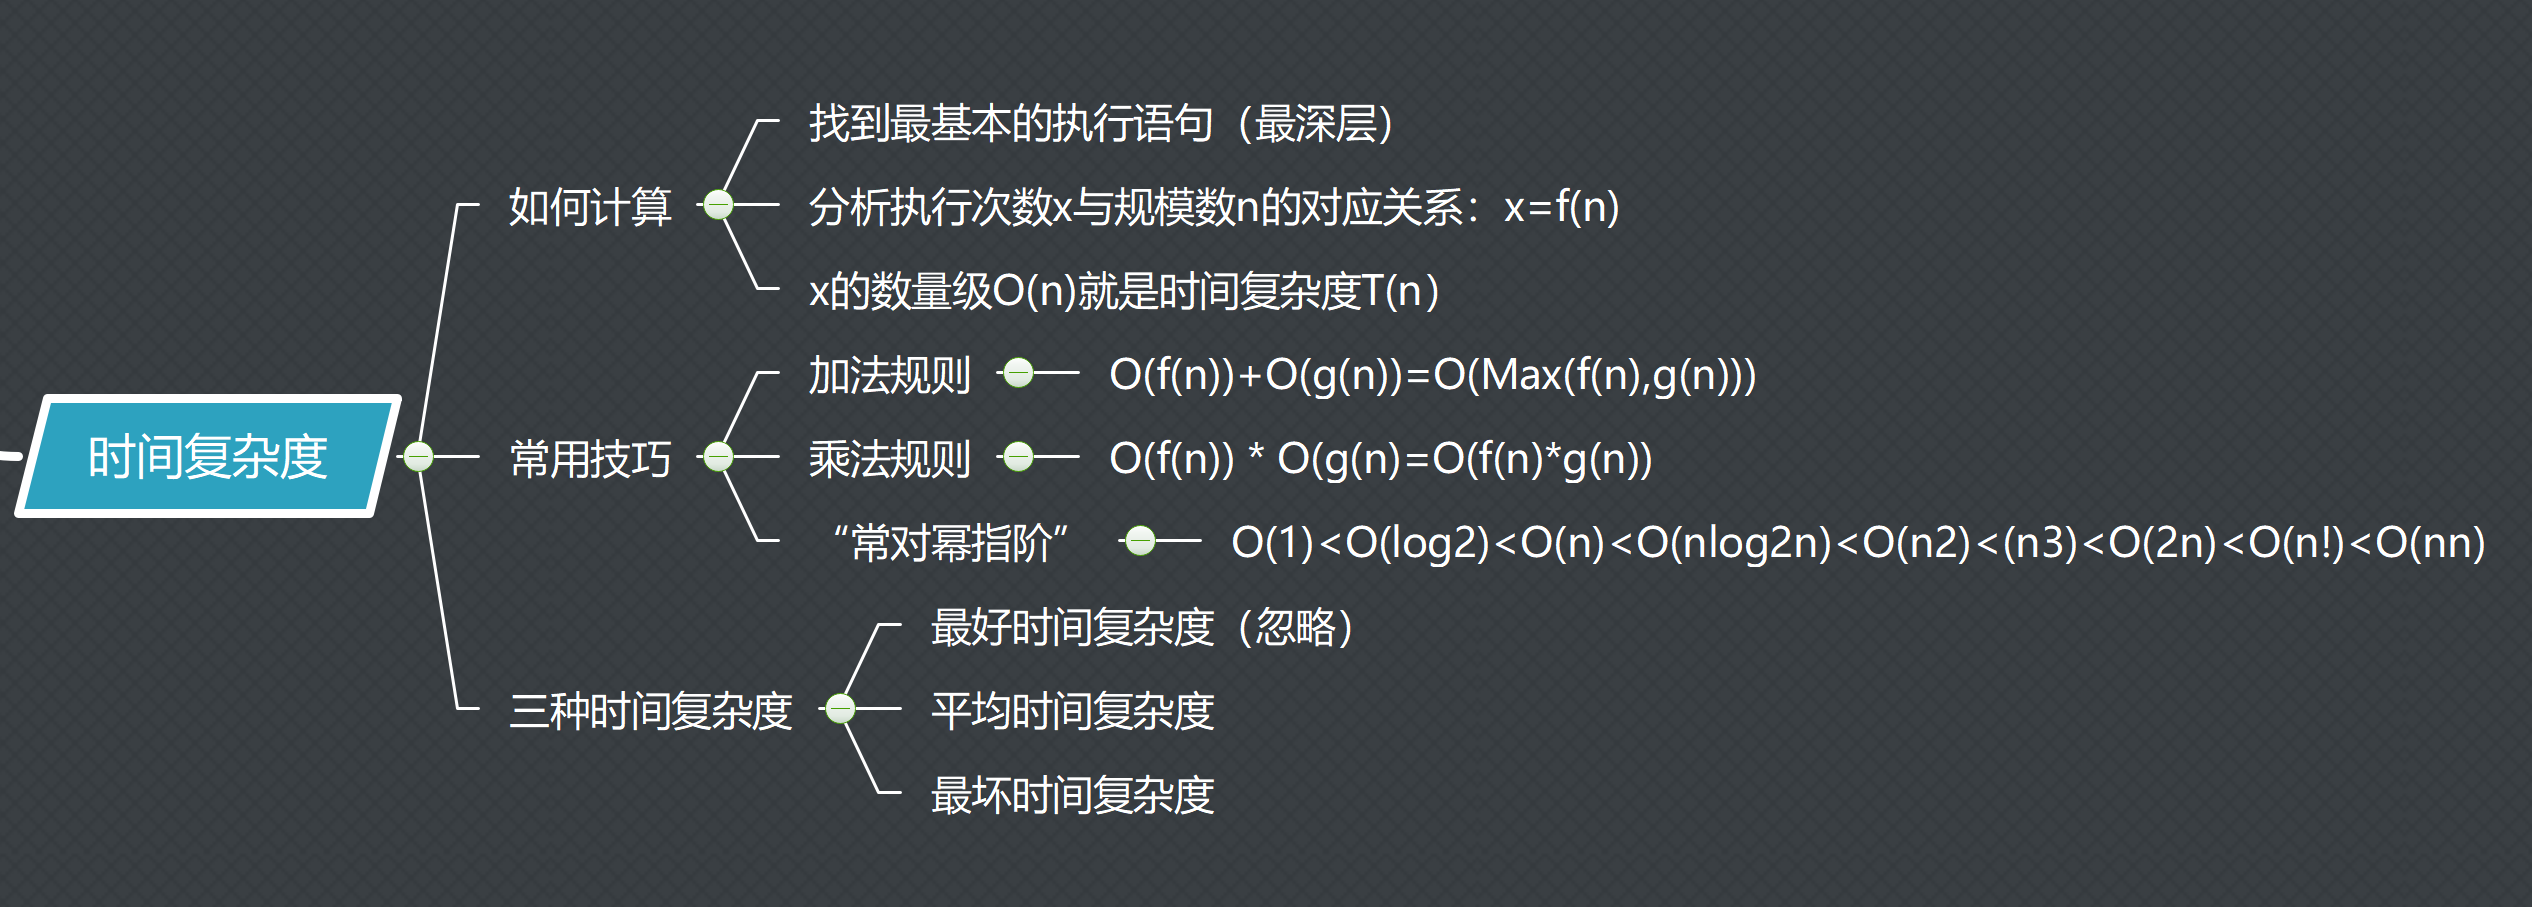 时间复杂度
如何计算
找到最基本的执行语句（最深层）
分析执行次数x与规模数n的对应关系：x=f(n)
x的数量级O(n)就是时间复杂度T(n）
常用技巧
加法规则
O(f(n))+O(g(n))=O(Max(f(n),g(n)))
乘法规则
O(f(n)) * O(g(n)=O(f(n)*g(n))
“常对幂指阶”
O(1)<O(log2)<O(n)<O(nlog2n)<O(n2)<(n3)<O(2n)<O(n!)<O(nn)
三种时间复杂度
最好时间复杂度（忽略）
平均时间复杂度
最坏时间复杂度